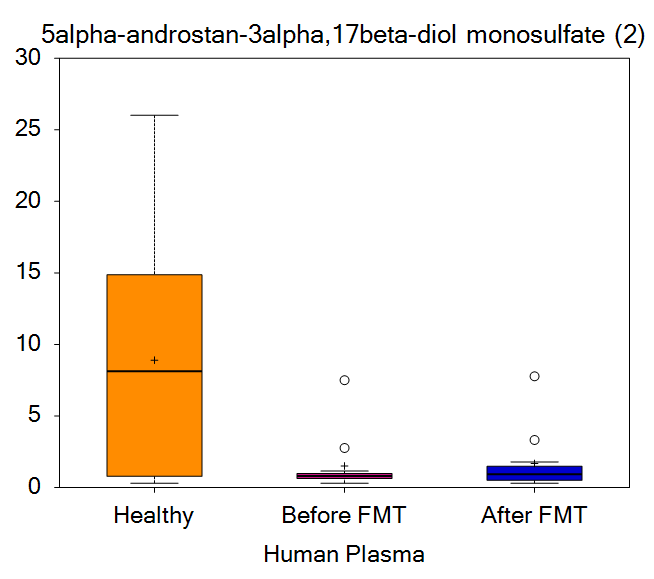 5alpha-androstan-3alpha,17beta-diol monosulfate (2)
30
25
20
15
10
5
0
Healthy Before FMT After FMT
Human Plasma